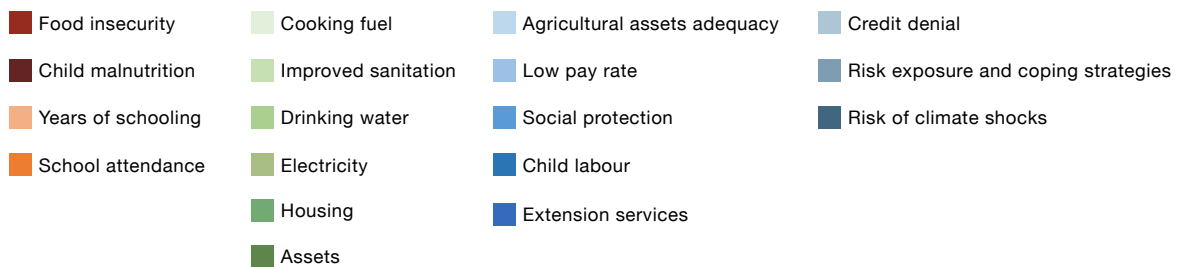 Food insecurity
Child malnutrition
Years of schooling
School attendance
Cooking fuel
Improved sanitation
Drinking water
Electricity
Housing
Assets
Agricultural assets adequacy
Low pay rate
Social protection
Child labour
Extension services
Credit denial
Risk exposure and coping strategies
Risk of climate shocks